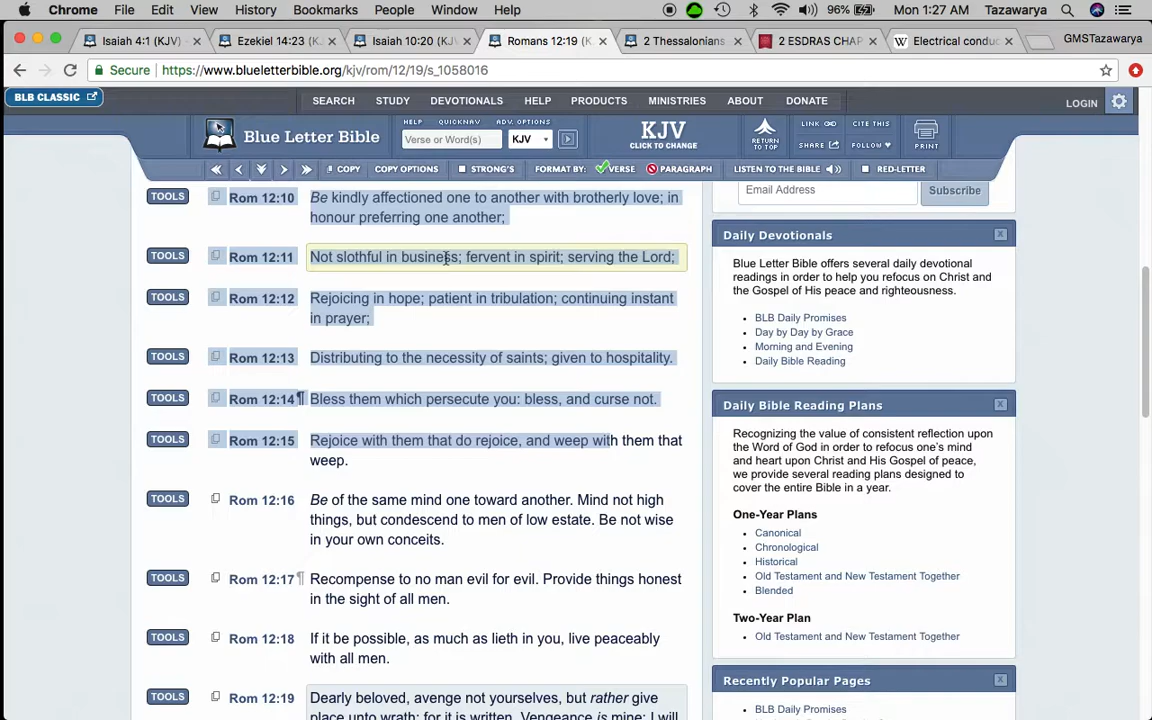 Chrome File Edit View History Bookmarks People Window Help 96% Mon 1:27 AM Tazawarya
Isaiah 4:1 (KJV) - × Ezekiel 14:23 (K × Isaiah 10:20 (KJV × Romans 12:19 (K × 2 Thessalonians × 2 ESDRAS CHAP × W Electrical conduc × GMSTazawarya
Secure https://www.blueletterbible.org/kjv/rom/12/19/s_1058016
BLB CLASSIC
SEARCH STUDY DEVOTIONALS HELP PRODUCTS MINISTRIES ABOUT DONATE LOGIN
Blue Letter Bible
HELP QUICKNAV ADV. OPTIONS
Verse or Word(s) KJV
KJV
CLICK TO CHANGE
RETURN
TO TOP
LINK CITE THIS
SHARE FOLLOW
PRINT
COPY COPY OPTIONS STRONG'S FORMAT BY: VERSE PARAGRAPH LISTEN TO THE BIBLE RED-LETTER
TOOLS Rom 12:10 Be kindly affectioned one to another with brotherly love; in
honour preferring one another;
TOOLS Rom 12:11 Not slothful in business; fervent in spirit; serving the Lord;
TOOLS Rom 12:12 Rejoicing in hope; patient in tribulation; continuing instant
in prayer;
TOOLS Rom 12:13 Distributing to the necessity of saints; given to hospitality.
TOOLS Rom 12:14 ¶ Bless them which persecute you: bless, and curse not.
TOOLS Rom 12:15 Rejoice with them that do rejoice, and weep with them that
weep.
TOOLS Rom 12:16 Be of the same mind one toward another. Mind not high
things, but condescend to men of low estate. Be not wise
in your own conceits.
TOOLS Rom 12:17 ¶ Recompense to no man evil for evil. Provide things honest
in the sight of all men.
TOOLS Rom 12:18 If it be possible, as much as lieth in you, live peaceably
with all men.
TOOLS Rom 12:19 Dearly beloved, avenge not yourselves, but rather give
place unto wrath: for it is written, Vengeance is mine; I will
Email Address Subscribe
Daily Devotionals ×
Blue Letter Bible offers several daily devotional
readings in order to help you refocus on Christ and
the Gospel of His peace and righteousness.
• BLB Daily Promises
• Day by Day by Grace
• Morning and Evening
• Daily Bible Reading
Daily Bible Reading Plans ×
Recognizing the value of consistent reflection upon
the Word of God in order to refocus one's mind
and heart upon Christ and His Gospel of peace,
we provide several reading plans designed to
cover the entire Bible in a year.
One-Year Plans
• Canonical
• Chronological
• Historical
• Old Testament and New Testament Together
• Blended
Two-Year Plan
• Old Testament and New Testament Together
Recently Popular Pages ×
• BLB Daily Promises